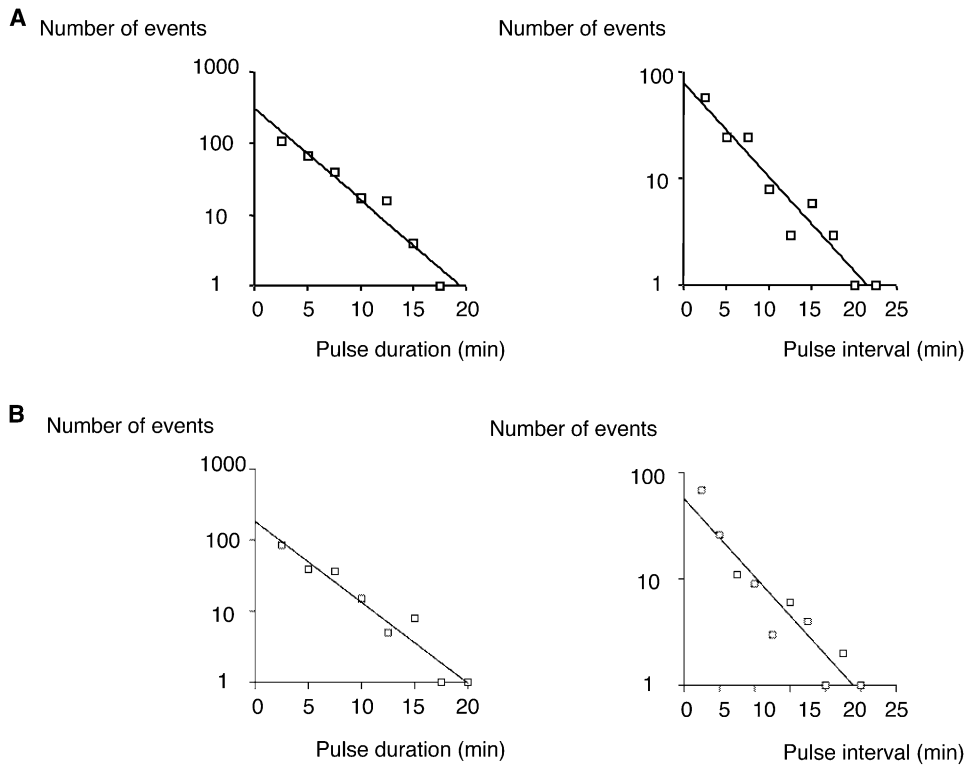 A
Number of events
Number of events
1000
100
10
1
0 5 10 15 20
Pulse duration (min)
100
10
1
0 5 10 15 20 25
Pulse interval (min)
B
Number of events
Number of events
1000
100
10
1
0 5 10 15 20
Pulse duration (min)
100
10
1
0 5 10 15 20 25
Pulse interval (min)